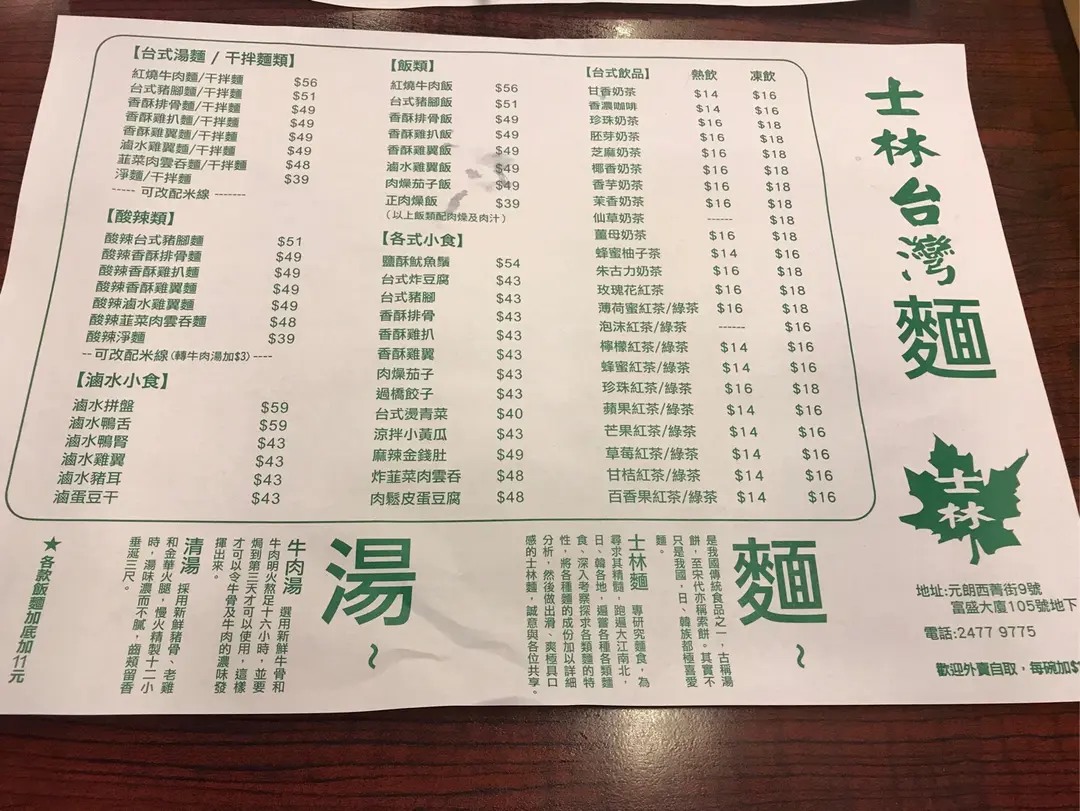 【台式湯麵 / 干拌麵類】
紅燒牛肉麵/干拌麵 $56
台式豬腳麵/干拌麵 $51
香酥排骨麵/干拌麵 $49
香酥雞扒麵/干拌麵 $49
香酥雞翼麵/干拌麵 $49
滷水雞翼麵/干拌麵 $49
韮菜肉雲吞麵/干拌麵 $48
淨麵/干拌麵 $39
----- 可改配米線 -------
【酸辣類】
酸辣台式豬腳麵 $51
酸辣香酥排骨麵 $49
酸辣香酥雞扒麵 $49
酸辣香酥雞翼麵 $49
酸辣滷水雞翼麵 $49
酸辣韮菜肉雲吞麵 $48
酸辣淨麵 $39
-- 可改配米線(轉牛肉湯加$3) ----
【滷水小食】
滷水拼盤 $59
滷水鴨舌 $59
滷水鴨腎 $43
滷水雞翼 $43
滷水豬耳 $43
滷蛋豆干 $43
【飯類】
紅燒牛肉飯 $56
台式豬腳飯 $51
香酥排骨飯 $49
香酥雞扒飯 $49
香酥雞翼飯 $49
滷水雞翼飯 $49
肉燥茄子飯 $49
正肉燥飯 $39
(以上飯類配肉燥及肉汁)
【各式小食】
鹽酥魷魚鬚 $54
台式炸豆腐 $43
台式豬腳 $43
香酥排骨 $43
香酥雞扒 $43
香酥雞翼 $43
肉燥茄子 $43
過橋餃子 $43
台式燙青菜 $40
涼拌小黃瓜 $43
麻辣金錢肚 $49
炸韮菜肉雲吞 $48
肉鬆皮蛋豆腐 $48
【台式飲品】 熱飲 凍飲
甘香奶茶 $14 $16
香濃咖啡 $14 $16
珍珠奶茶 $16 $18
胚芽奶茶 $16 $18
芝麻奶茶 $16 $18
椰香奶茶 $16 $18
香芋奶茶 $16 $18
茉香奶茶 $16 $18
仙草奶茶 ------ $18
薑母奶茶 $16 $18
蜂蜜柚子茶 $14 $16
朱古力奶茶 $16 $18
玫瑰花紅茶 $16 $18
薄荷蜜紅茶/綠茶 $16 $18
泡沫紅茶/綠茶 ------ $16
檸檬紅茶/綠茶 $14 $16
蜂蜜紅茶/綠茶 $14 $16
珍珠紅茶/綠茶 $16 $18
蘋果紅茶/綠茶 $14 $16
芒果紅茶/綠茶 $14 $16
草莓紅茶/綠茶 $14 $16
甘桔紅茶/綠茶 $14 $16
百香果紅茶/綠茶 $14 $16
士林台灣麵
士林
地址:元朗西菁街9號
富盛大廈105號地下
電話:2477 9775
歡迎外賣自取，每碗加$
麵~
是我國傳統食品之一，古稱湯
餅，至宋代亦稱索餅。其實不
只是我國，日、韓族都極喜愛
麵。
士林麵 專研究麵食，為
尋求其精髓，跑遍大江南北，
日、韓各地，遍嘗各種各類麵
食、深入考察探求各類麵的特
性，將各種麵的成份加以詳細
分析，然後做出滑、爽極具口
感的士林麵，誠意與各位共享。
湯~
牛肉湯 選用新鮮牛骨和
牛肉明火熬足十六小時，並要
焗到第三天才可以使用，這樣
才可以令牛骨及牛肉的濃味發
揮出來。
清湯 採用新鮮豬骨、老雞
和金華火腿，慢火精製十二小
時，湯味濃而不膩，齒頰留香
垂涎三尺。
★各款飯麵加底加11元